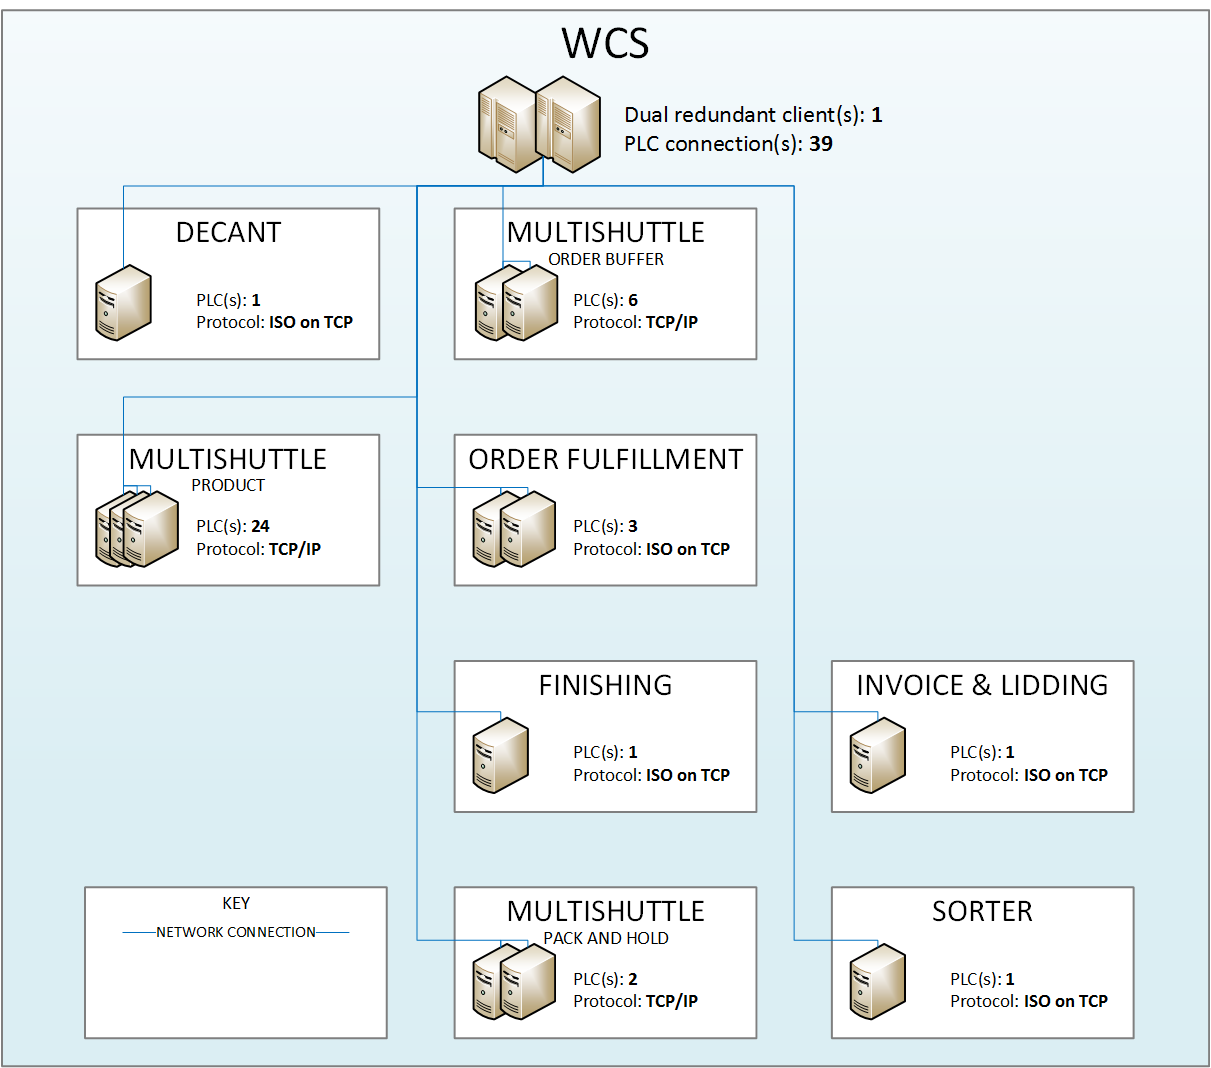 WCS
Dual redundant client(s): 1
PLC connection(s): 39
DECANT
PLC(s): 1
Protocol: ISO on TCP
MULTISHUTTLE
ORDER BUFFER
PLC(s): 6
Protocol: TCP/IP
MULTISHUTTLE
PRODUCT
PLC(s): 24
Protocol: TCP/IP
ORDER FULFILLMENT
PLC(s): 3
Protocol: ISO on TCP
FINISHING
PLC(s): 1
Protocol: ISO on TCP
INVOICE & LIDDING
PLC(s): 1
Protocol: ISO on TCP
KEY
NETWORK CONNECTION
MULTISHUTTLE
PACK AND HOLD
PLC(s): 2
Protocol: TCP/IP
SORTER
PLC(s): 1
Protocol: ISO on TCP